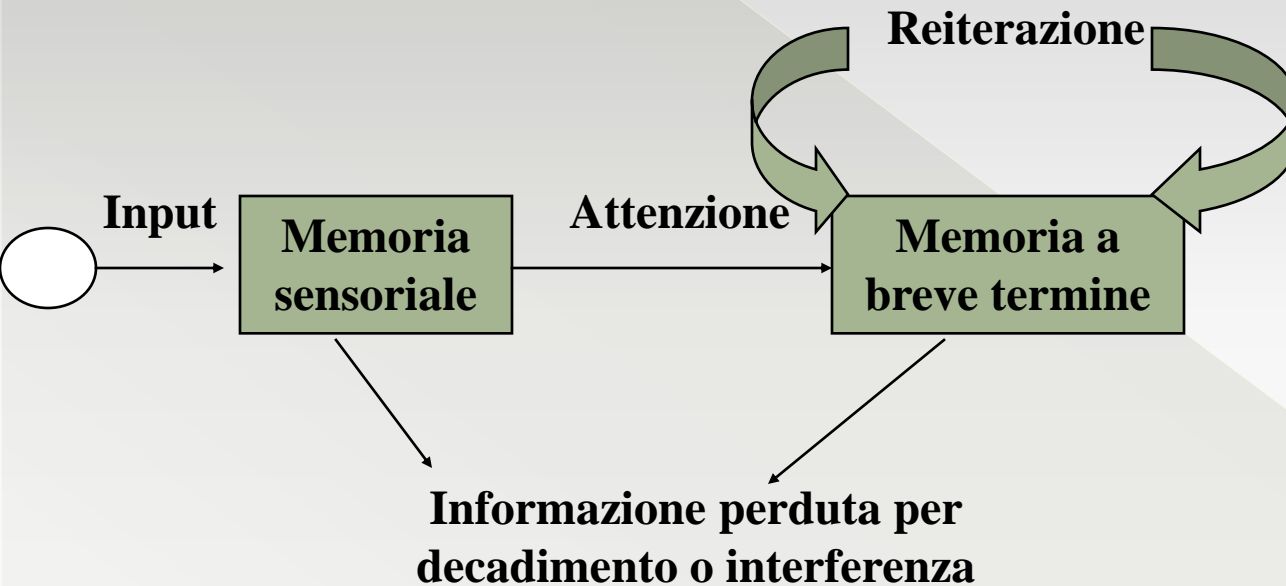 Reiterazione
Input
Memoria
sensoriale
Attenzione
Memoria a
breve termine
Informazione perduta per
decadimento o interferenza